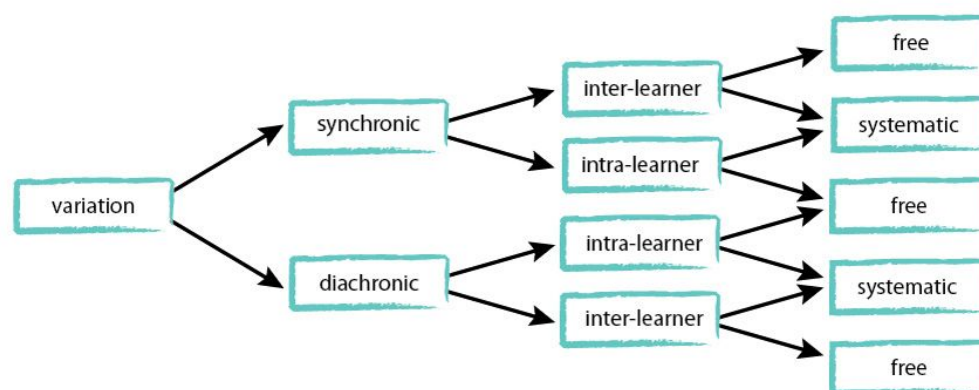 variation
synchronic
diachronic
inter-learner
intra-learner
intra-learner
inter-learner
free
systematic
free
systematic
free